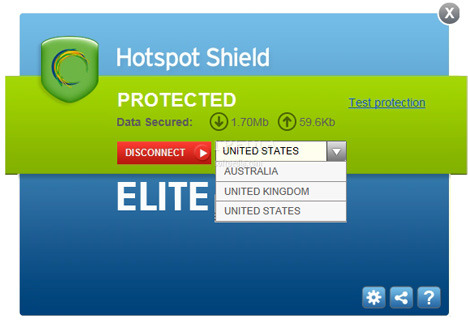 X
Hotspot Shield
PROTECTED
Test protection
Data Secured: 1.70Mb 59.6Kb
DISCONNECT UNITED STATES
AUSTRALIA
ELITE UNITED KINGDOM
UNITED STATES
?